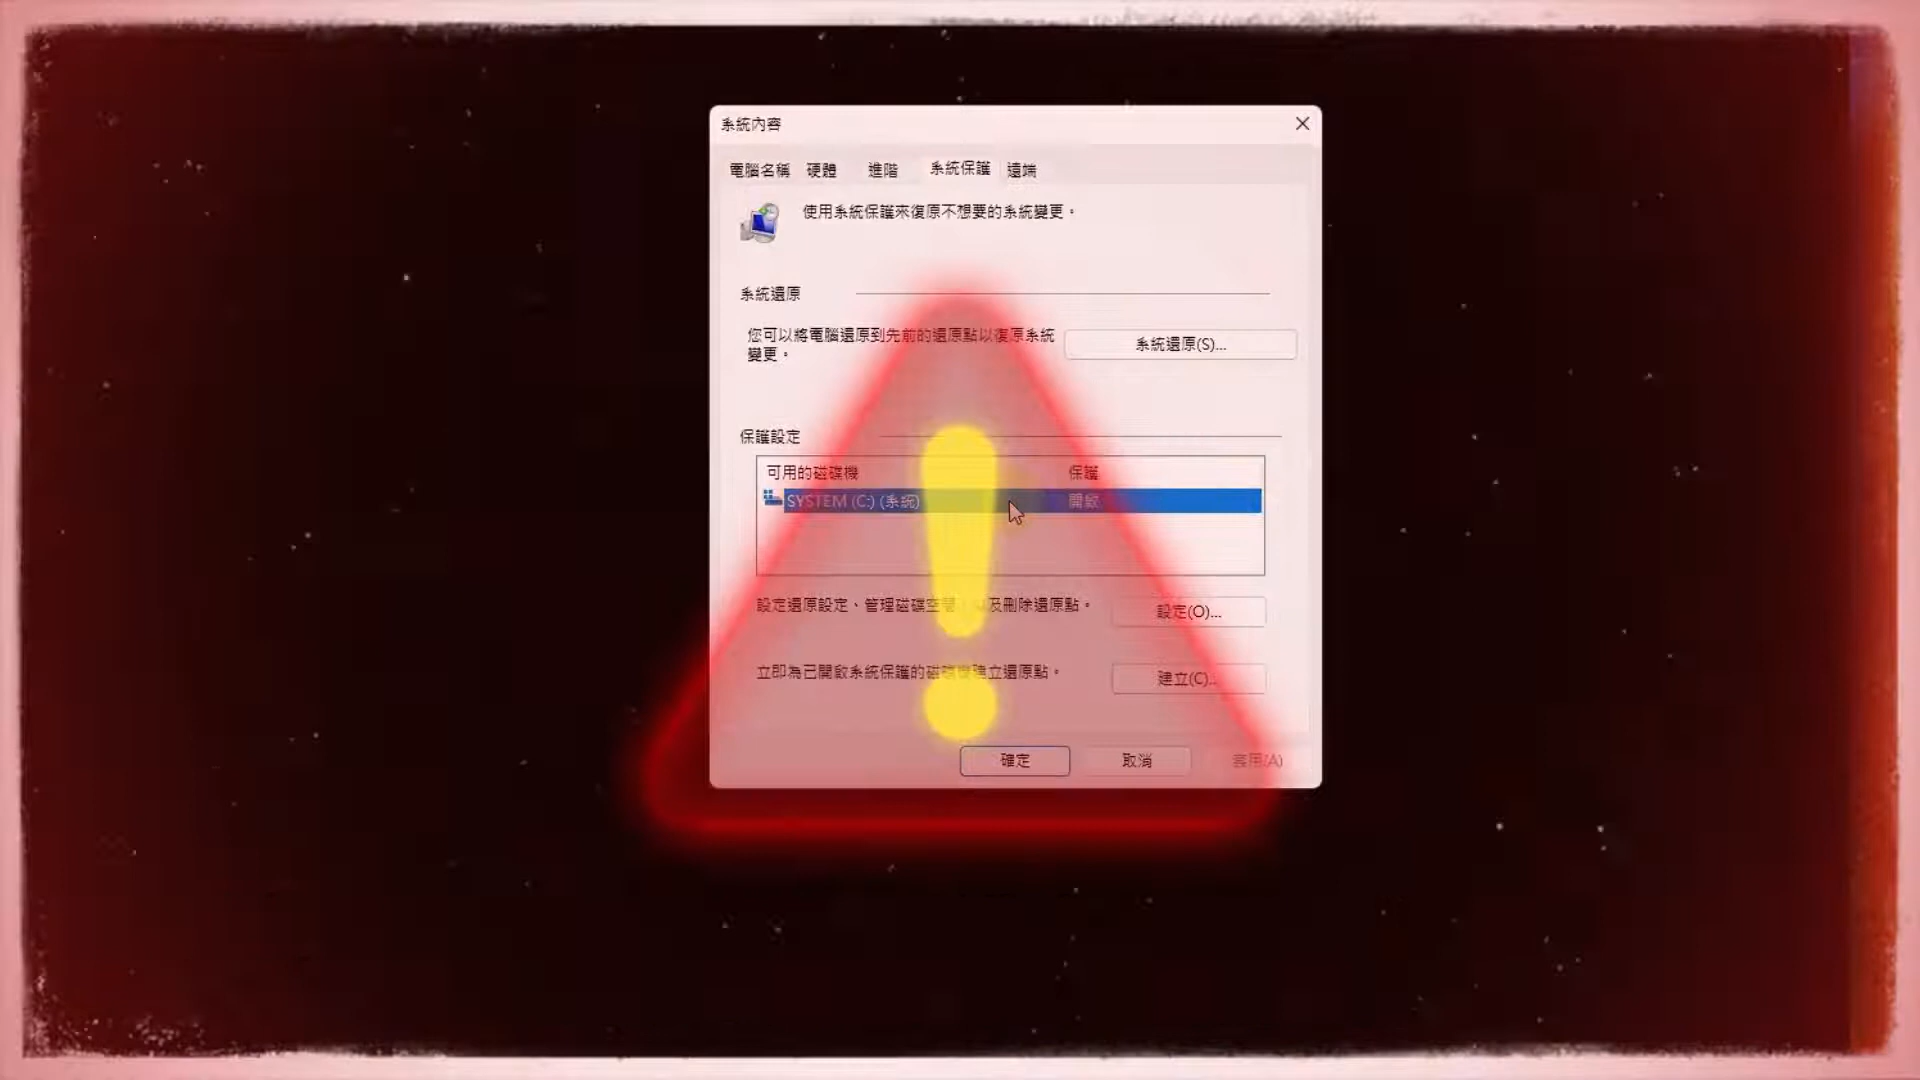 系統內容
電腦名稱 硬體 進階 系統保護 遠端
使用系統保護來復原不想要的系統變更。
系統還原
您可以將電腦還原到先前的還原點以復原系統
變更。
系統還原(S)...
保護設定
可用的磁碟機 保護
SYSTEM (C:) (系統) 開啟
設定還原設定、管理磁碟空間，以及刪除還原點。
設定(O)...
立即為已開啟系統保護的磁碟機建立還原點。
建立(C)...
確定 取消 套用(A)